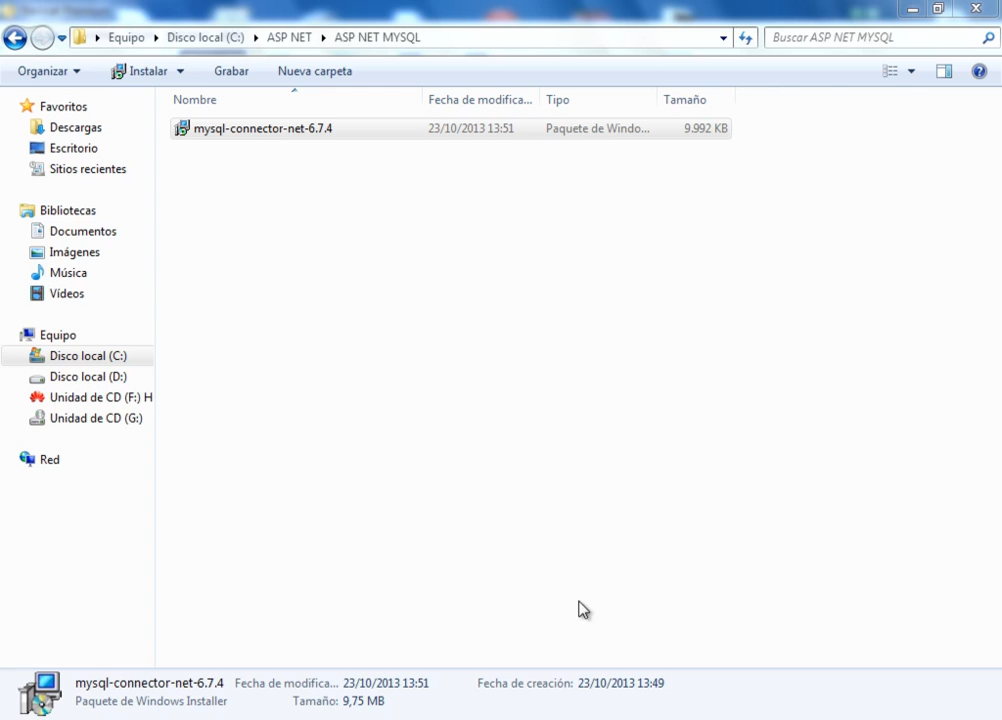 Equipo Disco local (C:) ASP NET ASP NET MYSQL Buscar ASP NET MYSQL
Organizar Instalar Grabar Nueva carpeta
Nombre Fecha de modifica... Tipo Tamaño
mysql-connector-net-6.7.4 23/10/2013 13:51 Paquete de Windo... 9.992 KB
Favoritos
Descargas
Escritorio
Sitios recientes
Bibliotecas
Documentos
Imágenes
Música
Vídeos
Equipo
Disco local (C:)
Disco local (D:)
Unidad de CD (F:) H
Unidad de CD (G:)
Red
mysql-connector-net-6.7.4 Fecha de modifica... 23/10/2013 13:51 Fecha de creación: 23/10/2013 13:49
Paquete de Windows Installer Tamaño: 9,75 MB